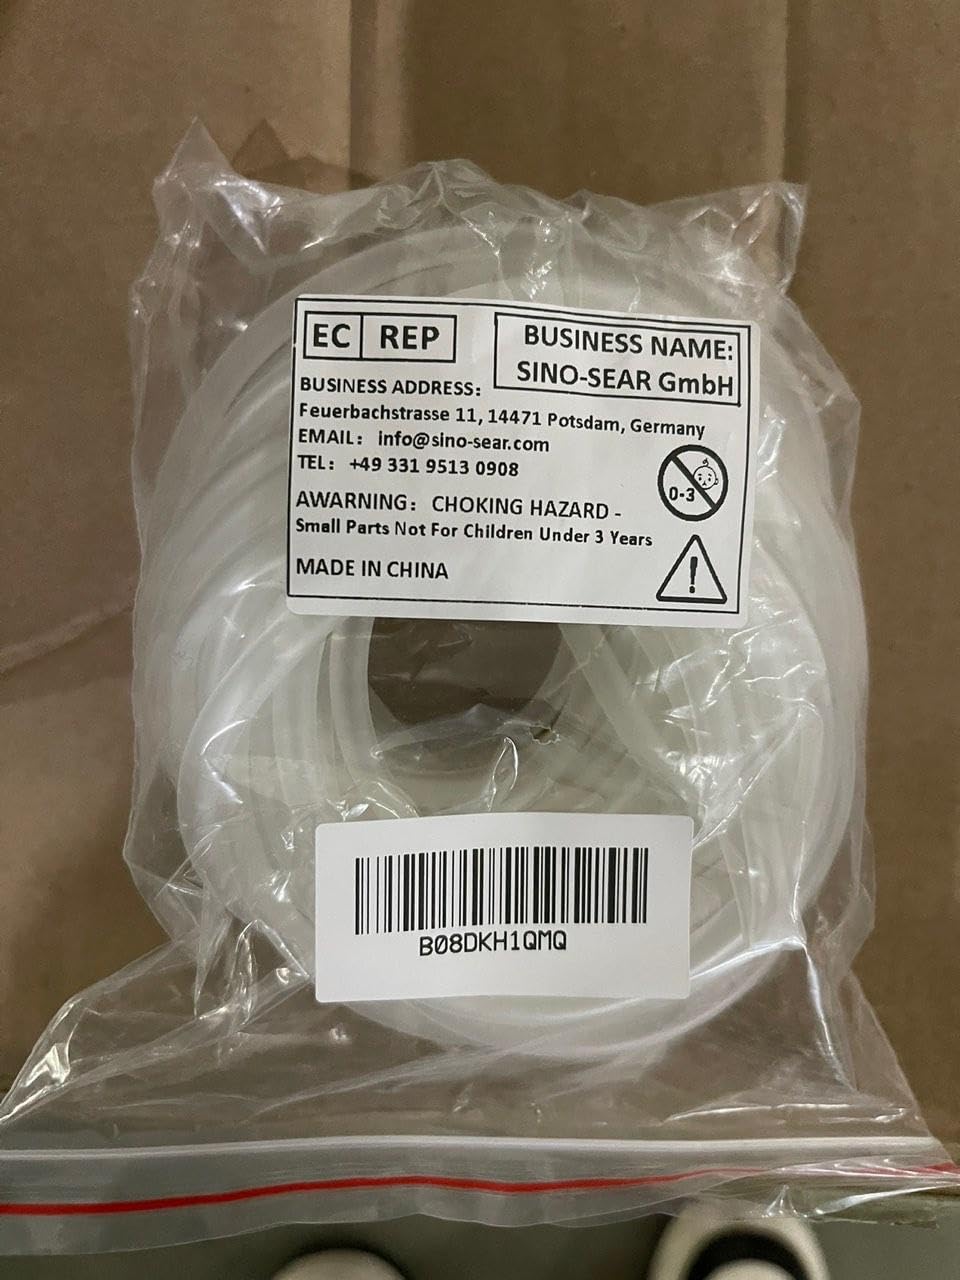 EC REP
BUSINESS NAME:
SINO-SEAR GmbH
BUSINESS ADDRESS:
Feuerbachstrasse 11, 14471 Potsdam, Germany
EMAIL: info@sino-sear.com
TEL: +49 331 9513 0908
0-3
AWARNING: CHOKING HAZARD -
Small Parts Not For Children Under 3 Years
!
MADE IN CHINA
B08DKH1QMQ